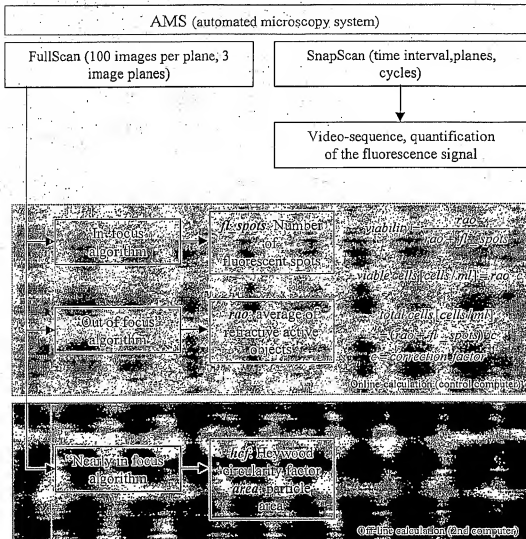 AMS (automated microscopy system)
FullScan (100 images per plane, 3
image planes)
SnapScan (time interval,planes,
cycles)
Video-sequence, quantification
of the fluorescence signal
"In focus"
algorithm
fl-spots: Number
of
fluorescent spots
viability = rao
rao + fl-spots
viable cells [cells/ml] = rao
"Out of focus"
algorithm
rao: average of
refractive active
objects
total cells [cells/ml]
(rao + fl-spots)
c = correction factor
Online calculation (control computer)
"Nearly in focus"
algorithm
hcf: Heywood
circularity factor
area: particle
area
Off-line calculation (2nd computer)